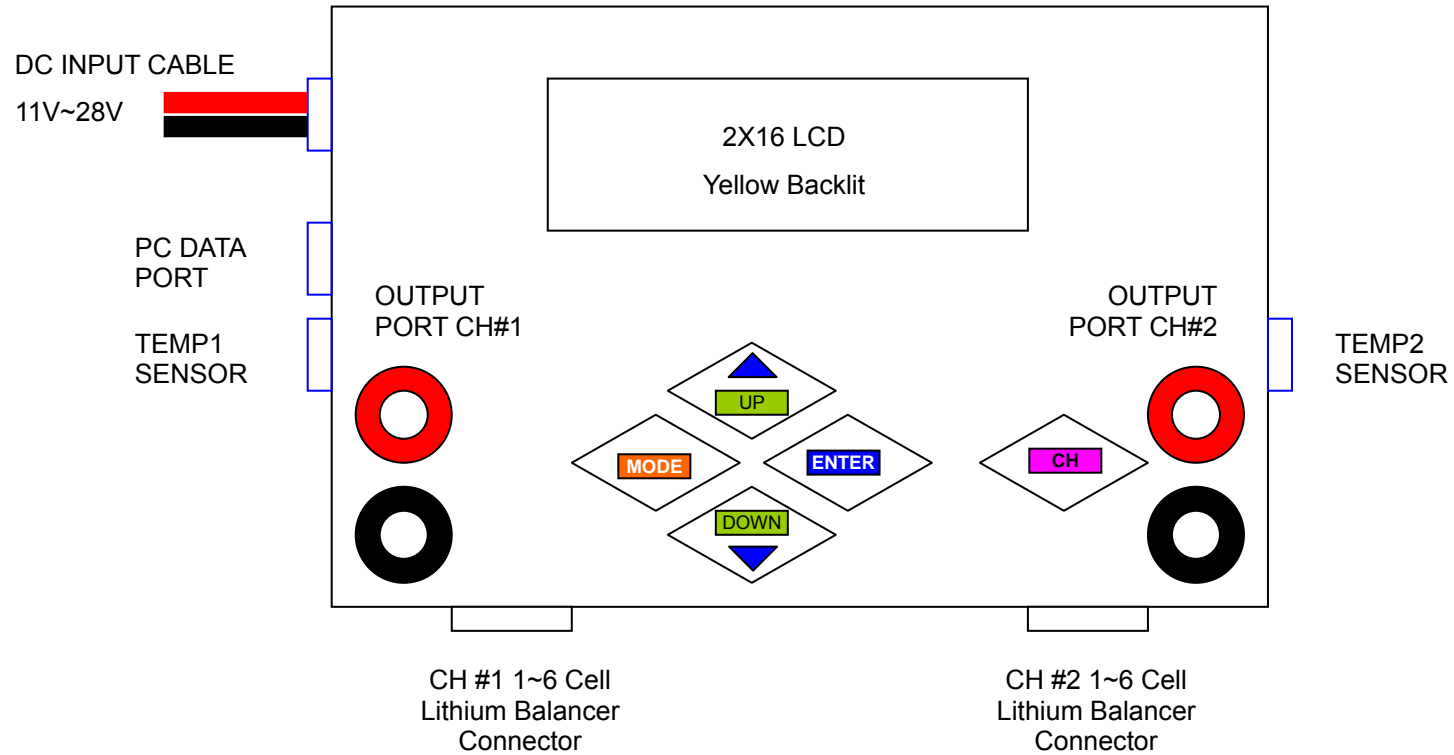 DC INPUT CABLE
11V~28V
2X16 LCD
Yellow Backlit
PC DATA
PORT
OUTPUT
PORT CH#1
OUTPUT
PORT CH#2
TEMP1
SENSOR
TEMP2
SENSOR
UP
MODE
ENTER
CH
DOWN
CH #1 1~6 Cell
Lithium Balancer
Connector
CH #2 1~6 Cell
Lithium Balancer
Connector